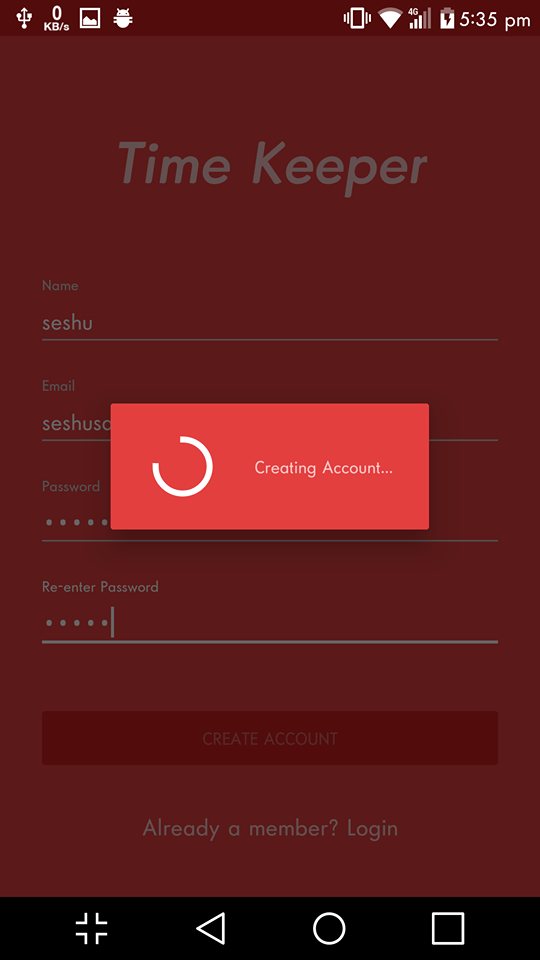 0
KB/s
4G
5:35 pm
Time Keeper
Name
seshu
Email
Creating Account...
Password
Re-enter Password
CREATE ACCOUNT
Already a member? Login